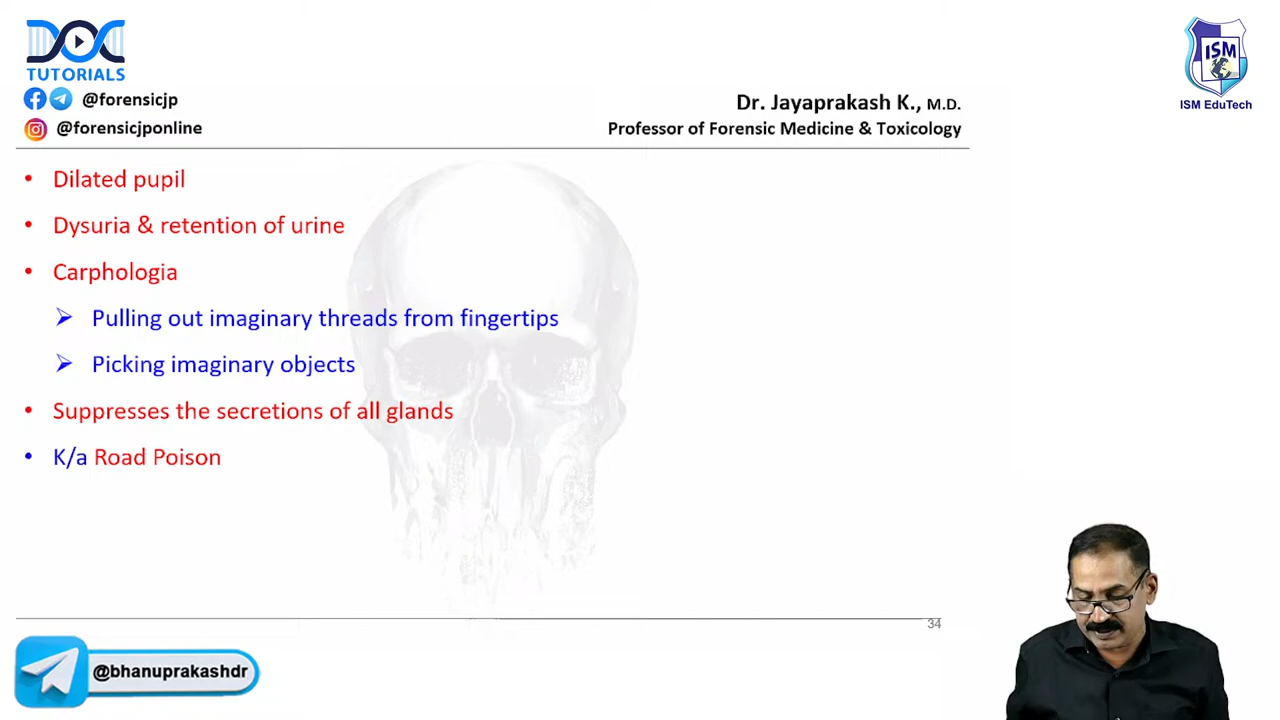 DOC
TUTORIALS
@forensicjp
@forensicjponline
Dr. Jayaprakash K., M.D.
Professor of Forensic Medicine & Toxicology
ISM
ISM EduTech
• Dilated pupil
• Dysuria & retention of urine
• Carphologia
➢ Pulling out imaginary threads from fingertips
➢ Picking imaginary objects
• Suppresses the secretions of all glands
• K/a Road Poison
34
@bhanuprakashdr